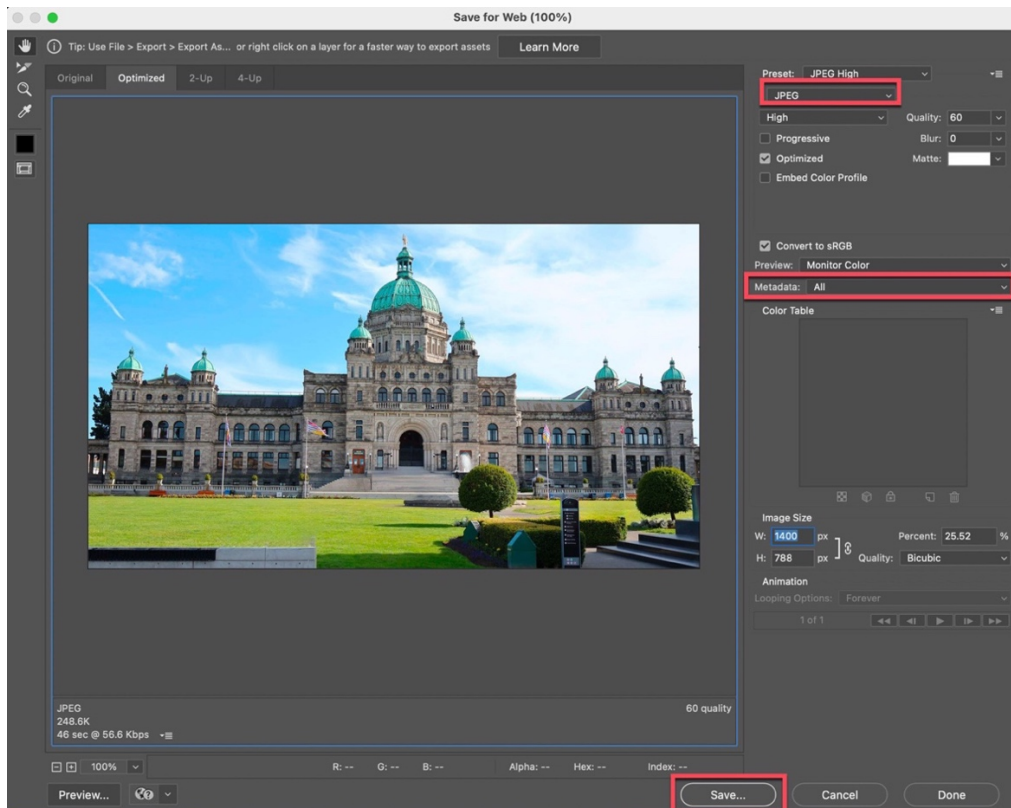 Save for Web (100%)
Tip: Use File > Export > Export As... or right click on a layer for a faster way to export assets
Learn More
Original Optimized 2-Up 4-Up
Preset: JPEG High
JPEG
High Quality: 60
Progressive Blur: 0
Optimized Matte:
Embed Color Profile
Convert to sRGB
Preview: Monitor Color
Metadata: All
Color Table
Image Size
W: 1400 px Percent: 25.52 %
H: 788 px Quality: Bicubic
Animation
Looping Options: Forever
1 of 1
JPEG 60 quality
248.6K
46 sec @ 56.6 Kbps
100% R: -- G: -- B: -- Alpha: -- Hex: -- Index: --
Preview... Save... Cancel Done